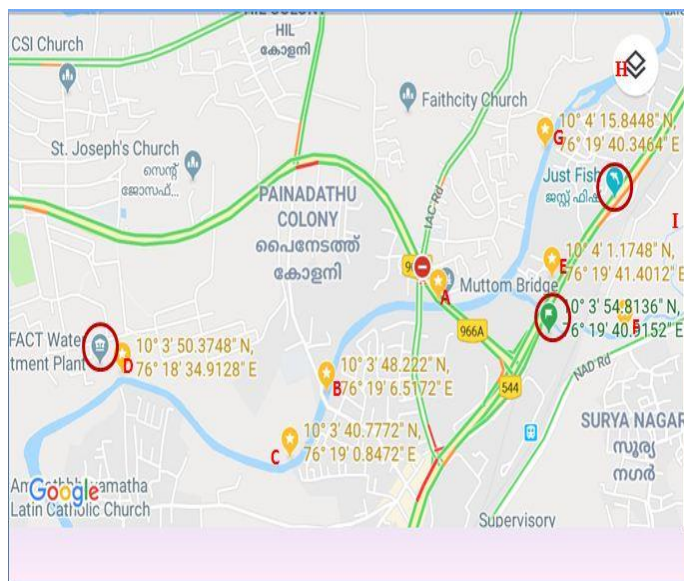 HIL COLONY
HIL
കോളനി
CSI Church
H
Faithcity Church
10° 4' 15.8448" N,
76° 19' 40.3464" E
G
St. Joseph's Church
സെന്റ്
ജോസഫ്...
IAC Rd
Just Fish
ജസ്റ്റ് ഫിഷ്
PAINADATHU
COLONY
പൈനേടത്ത്
കോളനി
I
10° 4' 1.1748" N,
76° 19' 41.4012" E
E
Muttom Bridge
A
10° 3' 54.8136" N,
76° 19' 40.9152" E
F
966A
FACT Water
tment Plant
10° 3' 50.3748" N,
76° 18' 34.9128" E
D
10° 3' 48.222" N,
76° 19' 6.5172" E
B
544
NAD Rd
SURYA NAGAR
സൂര്യ
നഗർ
10° 3' 40.7772" N,
76° 19' 0.8472" E
C
Google
amatha
Latin Catholic Church
Supervisory